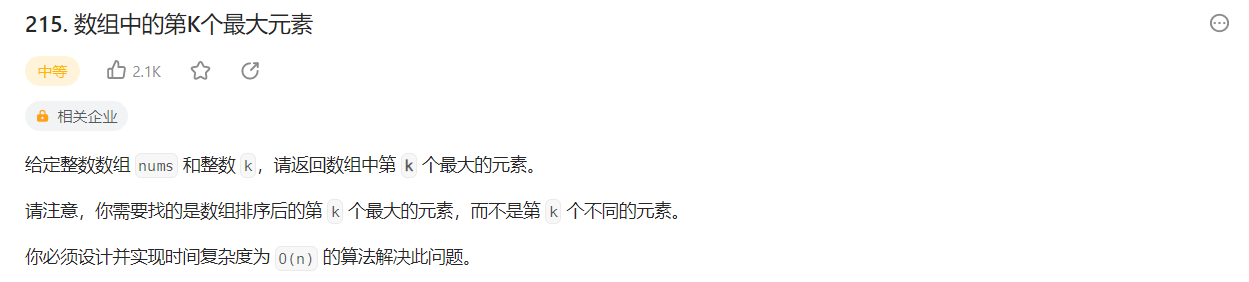 215. 数组中的第K个最大元素
中等 2.1K
相关企业
给定整数数组 nums 和整数 k，请返回数组中第 k 个最大的元素。
请注意，你需要找的是数组排序后的第 k 个最大的元素，而不是第 k 个不同的元素。
你必须设计并实现时间复杂度为 O(n) 的算法解决此问题。